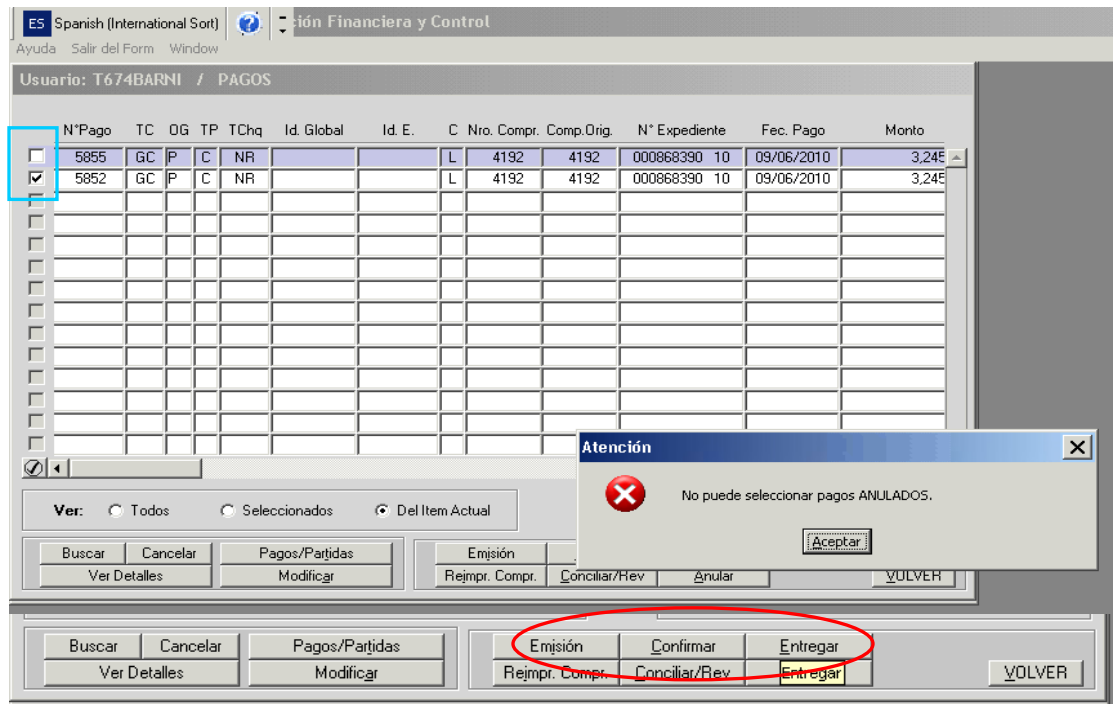 ES Spanish (International Sort) ? ción Financiera y Control
Ayuda Salir del Form Window
Usuario: T674BARNI / PAGOS
N°Pago TC OG TP TChq Id. Global Id. E. C Nro. Compr. Comp.Orig. N° Expediente Fec. Pago Monto
5855 GC P C NR L 4192 4192 000868390 10 09/06/2010 3,245
5852 GC P C NR L 4192 4192 000868390 10 09/06/2010 3,245
Atención
No puede seleccionar pagos ANULADOS.
Aceptar
Ver: Todos Seleccionados Del Item Actual
Buscar Cancelar Pagos/Partidas Emisión
Ver Detalles Modificar Reimpr. Compr. Conciliar/Rev Anular VOLVER
Buscar Cancelar Pagos/Partidas Emisión Confirmar Entregar
Ver Detalles Modificar Reimpr. Compr. Conciliar/Rev Entregar VOLVER